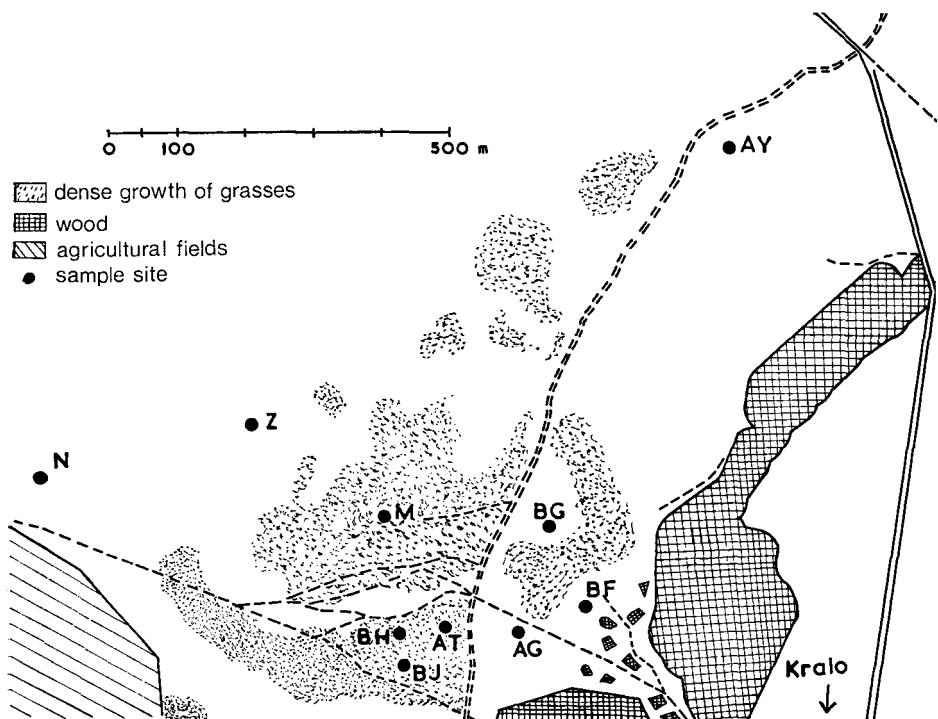 0 100 500 m
dense growth of grasses
wood
agricultural fields
sample site
AY
Z
N
M
BG
BF
BH
AT
AG
BJ
Kralo